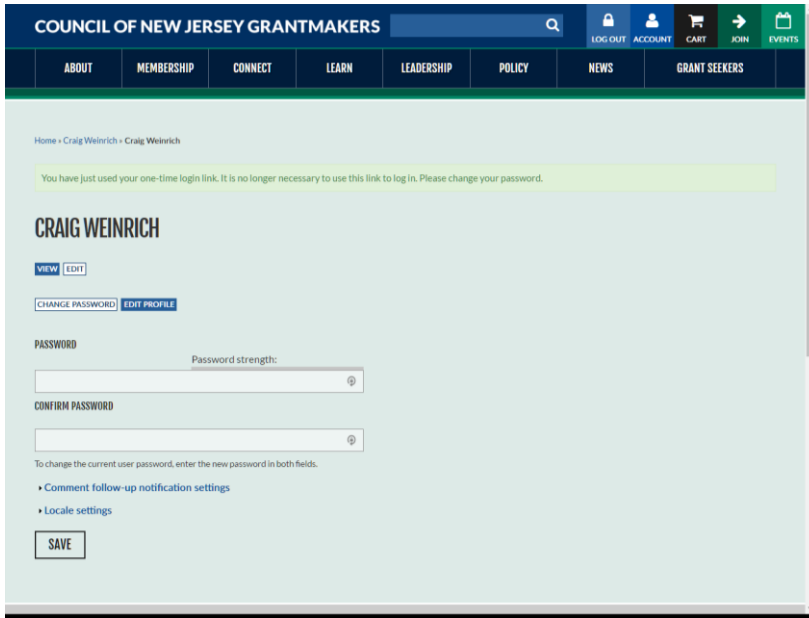 COUNCIL OF NEW JERSEY GRANTMAKERS
LOG OUT ACCOUNT CART JOIN EVENTS
ABOUT MEMBERSHIP CONNECT LEARN LEADERSHIP POLICY NEWS GRANT SEEKERS
Home » Craig Weinrich » Craig Weinrich
You have just used your one-time login link. It is no longer necessary to use this link to log in. Please change your password.
CRAIG WEINRICH
VIEW EDIT
CHANGE PASSWORD EDIT PROFILE
PASSWORD
Password strength:
CONFIRM PASSWORD
To change the current user password, enter the new password in both fields.
Comment follow-up notification settings
Locale settings
SAVE